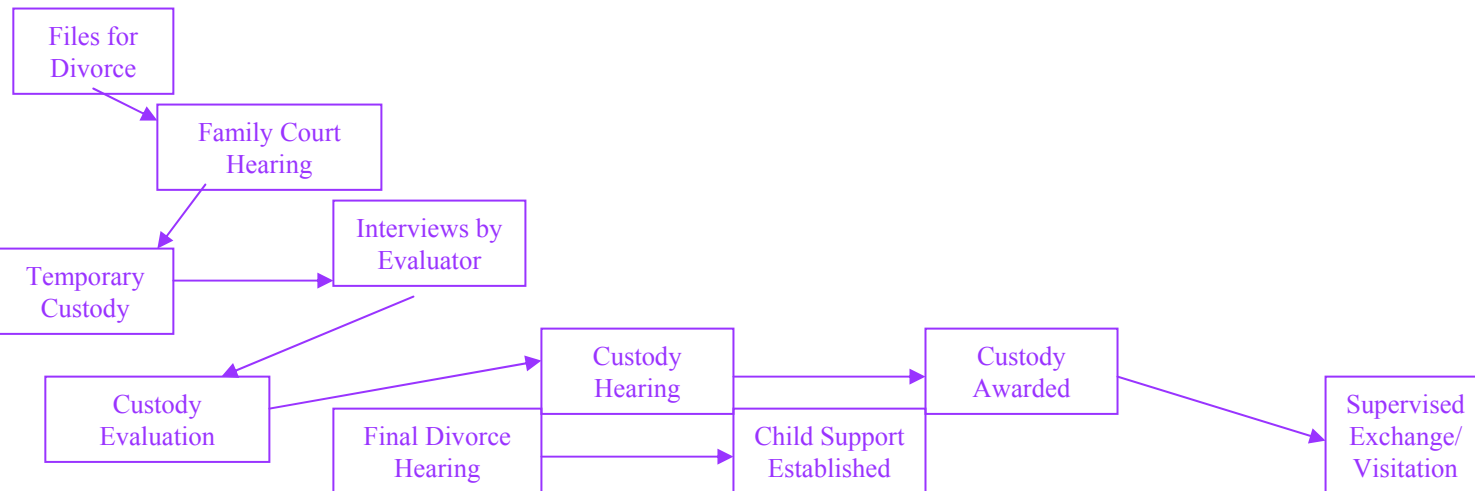 Files for
Divorce
Family Court
Hearing
Temporary
Custody
Interviews by
Evaluator
Custody
Evaluation
Custody
Hearing
Custody
Awarded
Supervised
Exchange/
Visitation
Final Divorce
Hearing
Child Support
Established